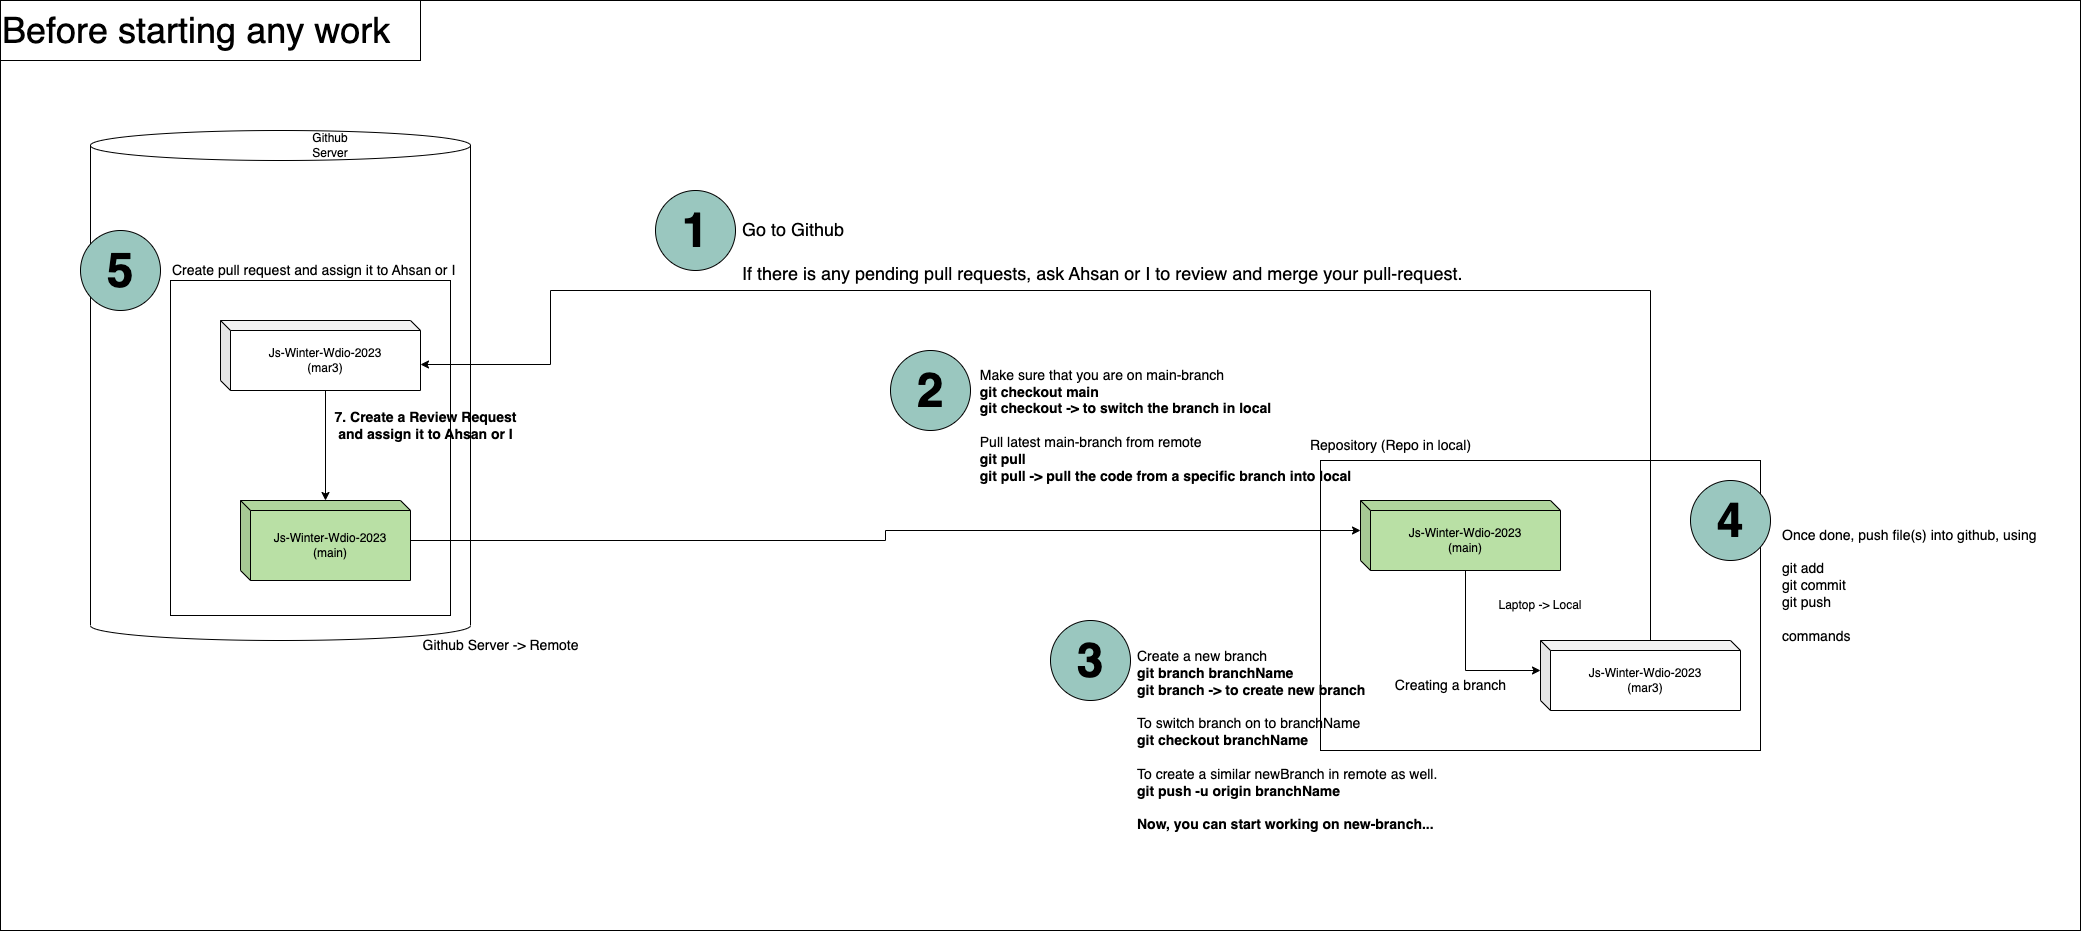 Before starting any work
Github
Server
1
Go to Github
If there is any pending pull requests, ask Ahsan or I to review and merge your pull-request.
5
Create pull request and assign it to Ahsan or I
Js-Winter-Wdio-2023
(mar3)
7. Create a Review Request
and assign it to Ahsan or I
Js-Winter-Wdio-2023
(main)
Github Server -> Remote
2
Make sure that you are on main-branch
git checkout main
git checkout -> to switch the branch in local
Pull latest main-branch from remote
git pull
git pull -> pull the code from a specific branch into local
Repository (Repo in local)
Js-Winter-Wdio-2023
(main)
Laptop -> Local
Creating a branch
Js-Winter-Wdio-2023
(mar3)
3
Create a new branch
git branch branchName
git branch -> to create new branch
To switch branch on to branchName
git checkout branchName
To create a similar newBranch in remote as well.
git push -u origin branchName
Now, you can start working on new-branch...
4
Once done, push file(s) into github, using
git add
git commit
git push
commands